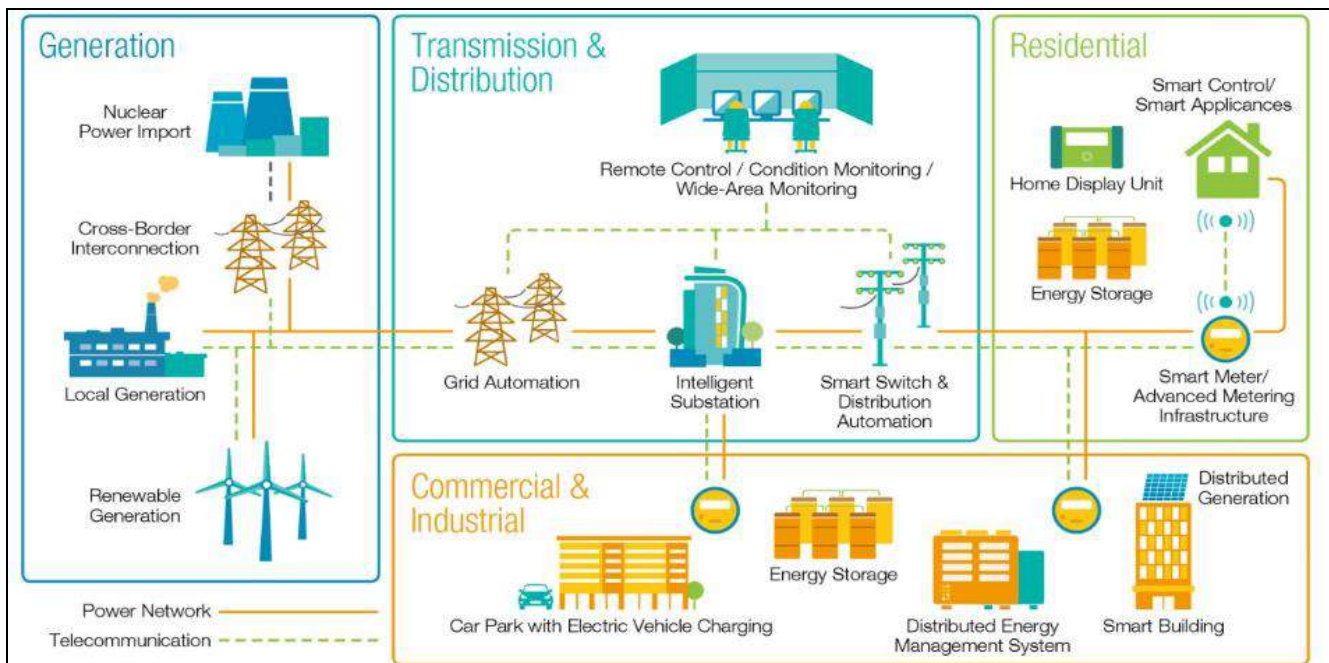 Generation
Nuclear
Power Import
Cross-Border
Interconnection
Local Generation
Renewable
Generation
Power Network
Telecommunication
Transmission &
Distribution
Remote Control / Condition Monitoring /
Wide-Area Monitoring
Grid Automation
Intelligent
Substation
Smart Switch &
Distribution
Automation
Residential
Smart Control/
Smart Applicances
Home Display Unit
Energy Storage
Smart Meter/
Advanced Metering
Infrastructure
Commercial &
Industrial
Car Park with Electric Vehicle Charging
Energy Storage
Distributed Energy
Management System
Distributed
Generation
Smart Building